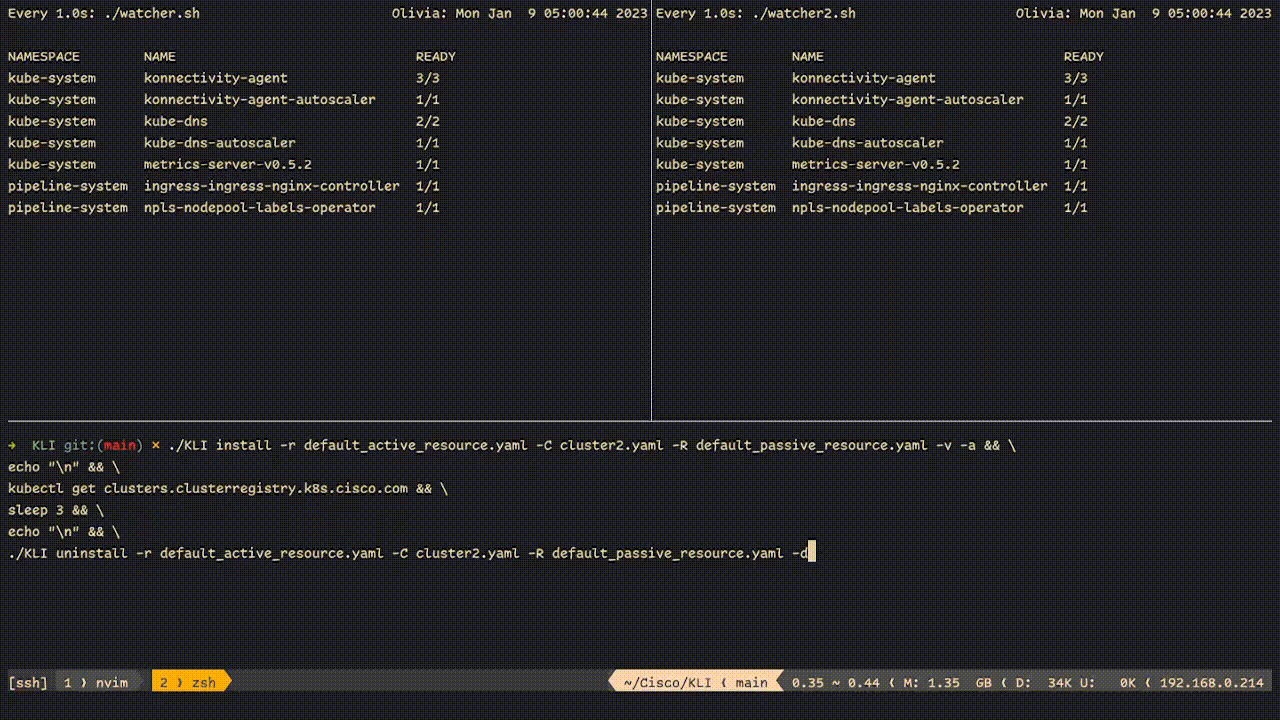 Every 1.0s: ./watcher.sh Olivia: Mon Jan 9 05:00:44 2023
NAMESPACE NAME READY
kube-system konnectivity-agent 3/3
kube-system konnectivity-agent-autoscaler 1/1
kube-system kube-dns 2/2
kube-system kube-dns-autoscaler 1/1
kube-system metrics-server-v0.5.2 1/1
pipeline-system ingress-ingress-nginx-controller 1/1
pipeline-system npls-nodepool-labels-operator 1/1
Every 1.0s: ./watcher2.sh Olivia: Mon Jan 9 05:00:44 2023
NAMESPACE NAME READY
kube-system konnectivity-agent 3/3
kube-system konnectivity-agent-autoscaler 1/1
kube-system kube-dns 2/2
kube-system kube-dns-autoscaler 1/1
kube-system metrics-server-v0.5.2 1/1
pipeline-system ingress-ingress-nginx-controller 1/1
pipeline-system npls-nodepool-labels-operator 1/1
→ KLI git:(main) × ./KLI install -r default_active_resource.yaml -C cluster2.yaml -R default_passive_resource.yaml -v -a && \
echo "\n" && \
kubectl get clusters.clusterregistry.k8s.cisco.com && \
sleep 3 && \
echo "\n" && \
./KLI uninstall -r default_active_resource.yaml -C cluster2.yaml -R default_passive_resource.yaml -d
[ssh] 1 ⟩ nvim 2 ⟩ zsh ~/Cisco/KLI ⟨ main 0.35 ~ 0.44 ⟨ M: 1.35 GB ⟨ D: 34K U: 0K ⟨ 192.168.0.214